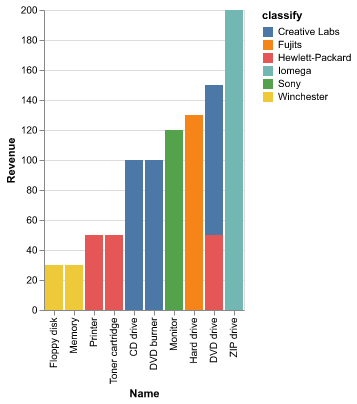 classify
Creative Labs
Fujits
Hewlett-Packard
Iomega
Sony
Winchester
Revenue
200
180
160
140
120
100
80
60
40
20
0
Floppy disk
Memory
Printer
Toner cartridge
CD drive
DVD burner
Monitor
Hard drive
DVD drive
ZIP drive
Name